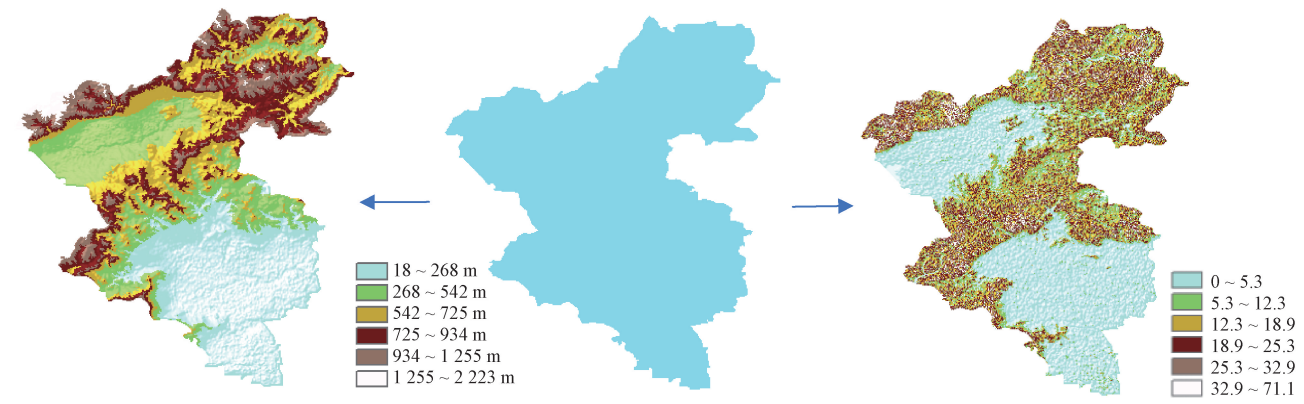 18 ~ 268 m
268 ~ 542 m
542 ~ 725 m
725 ~ 934 m
934 ~ 1 255 m
1 255 ~ 2 223 m
0 ~ 5.3
5.3 ~ 12.3
12.3 ~ 18.9
18.9 ~ 25.3
25.3 ~ 32.9
32.9 ~ 71.1